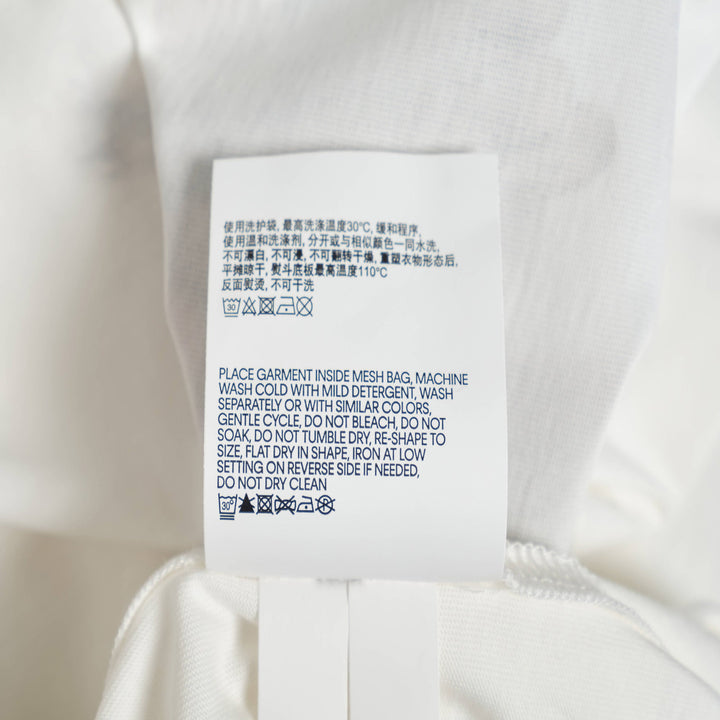 使用洗护袋, 最高洗涤温度30℃, 缓和程序,
使用温和洗涤剂, 分开或与相似颜色一同水洗,
不可漂白, 不可浸, 不可翻转干燥, 重塑衣物形态后,
平摊晾干, 熨斗底板最高温度110℃
反面熨烫, 不可干洗
30
PLACE GARMENT INSIDE MESH BAG, MACHINE
WASH COLD WITH MILD DETERGENT, WASH
SEPARATELY OR WITH SIMILAR COLORS,
GENTLE CYCLE, DO NOT BLEACH, DO NOT
SOAK, DO NOT TUMBLE DRY, RE-SHAPE TO
SIZE, FLAT DRY IN SHAPE, IRON AT LOW
SETTING ON REVERSE SIDE IF NEEDED,
DO NOT DRY CLEAN
30°